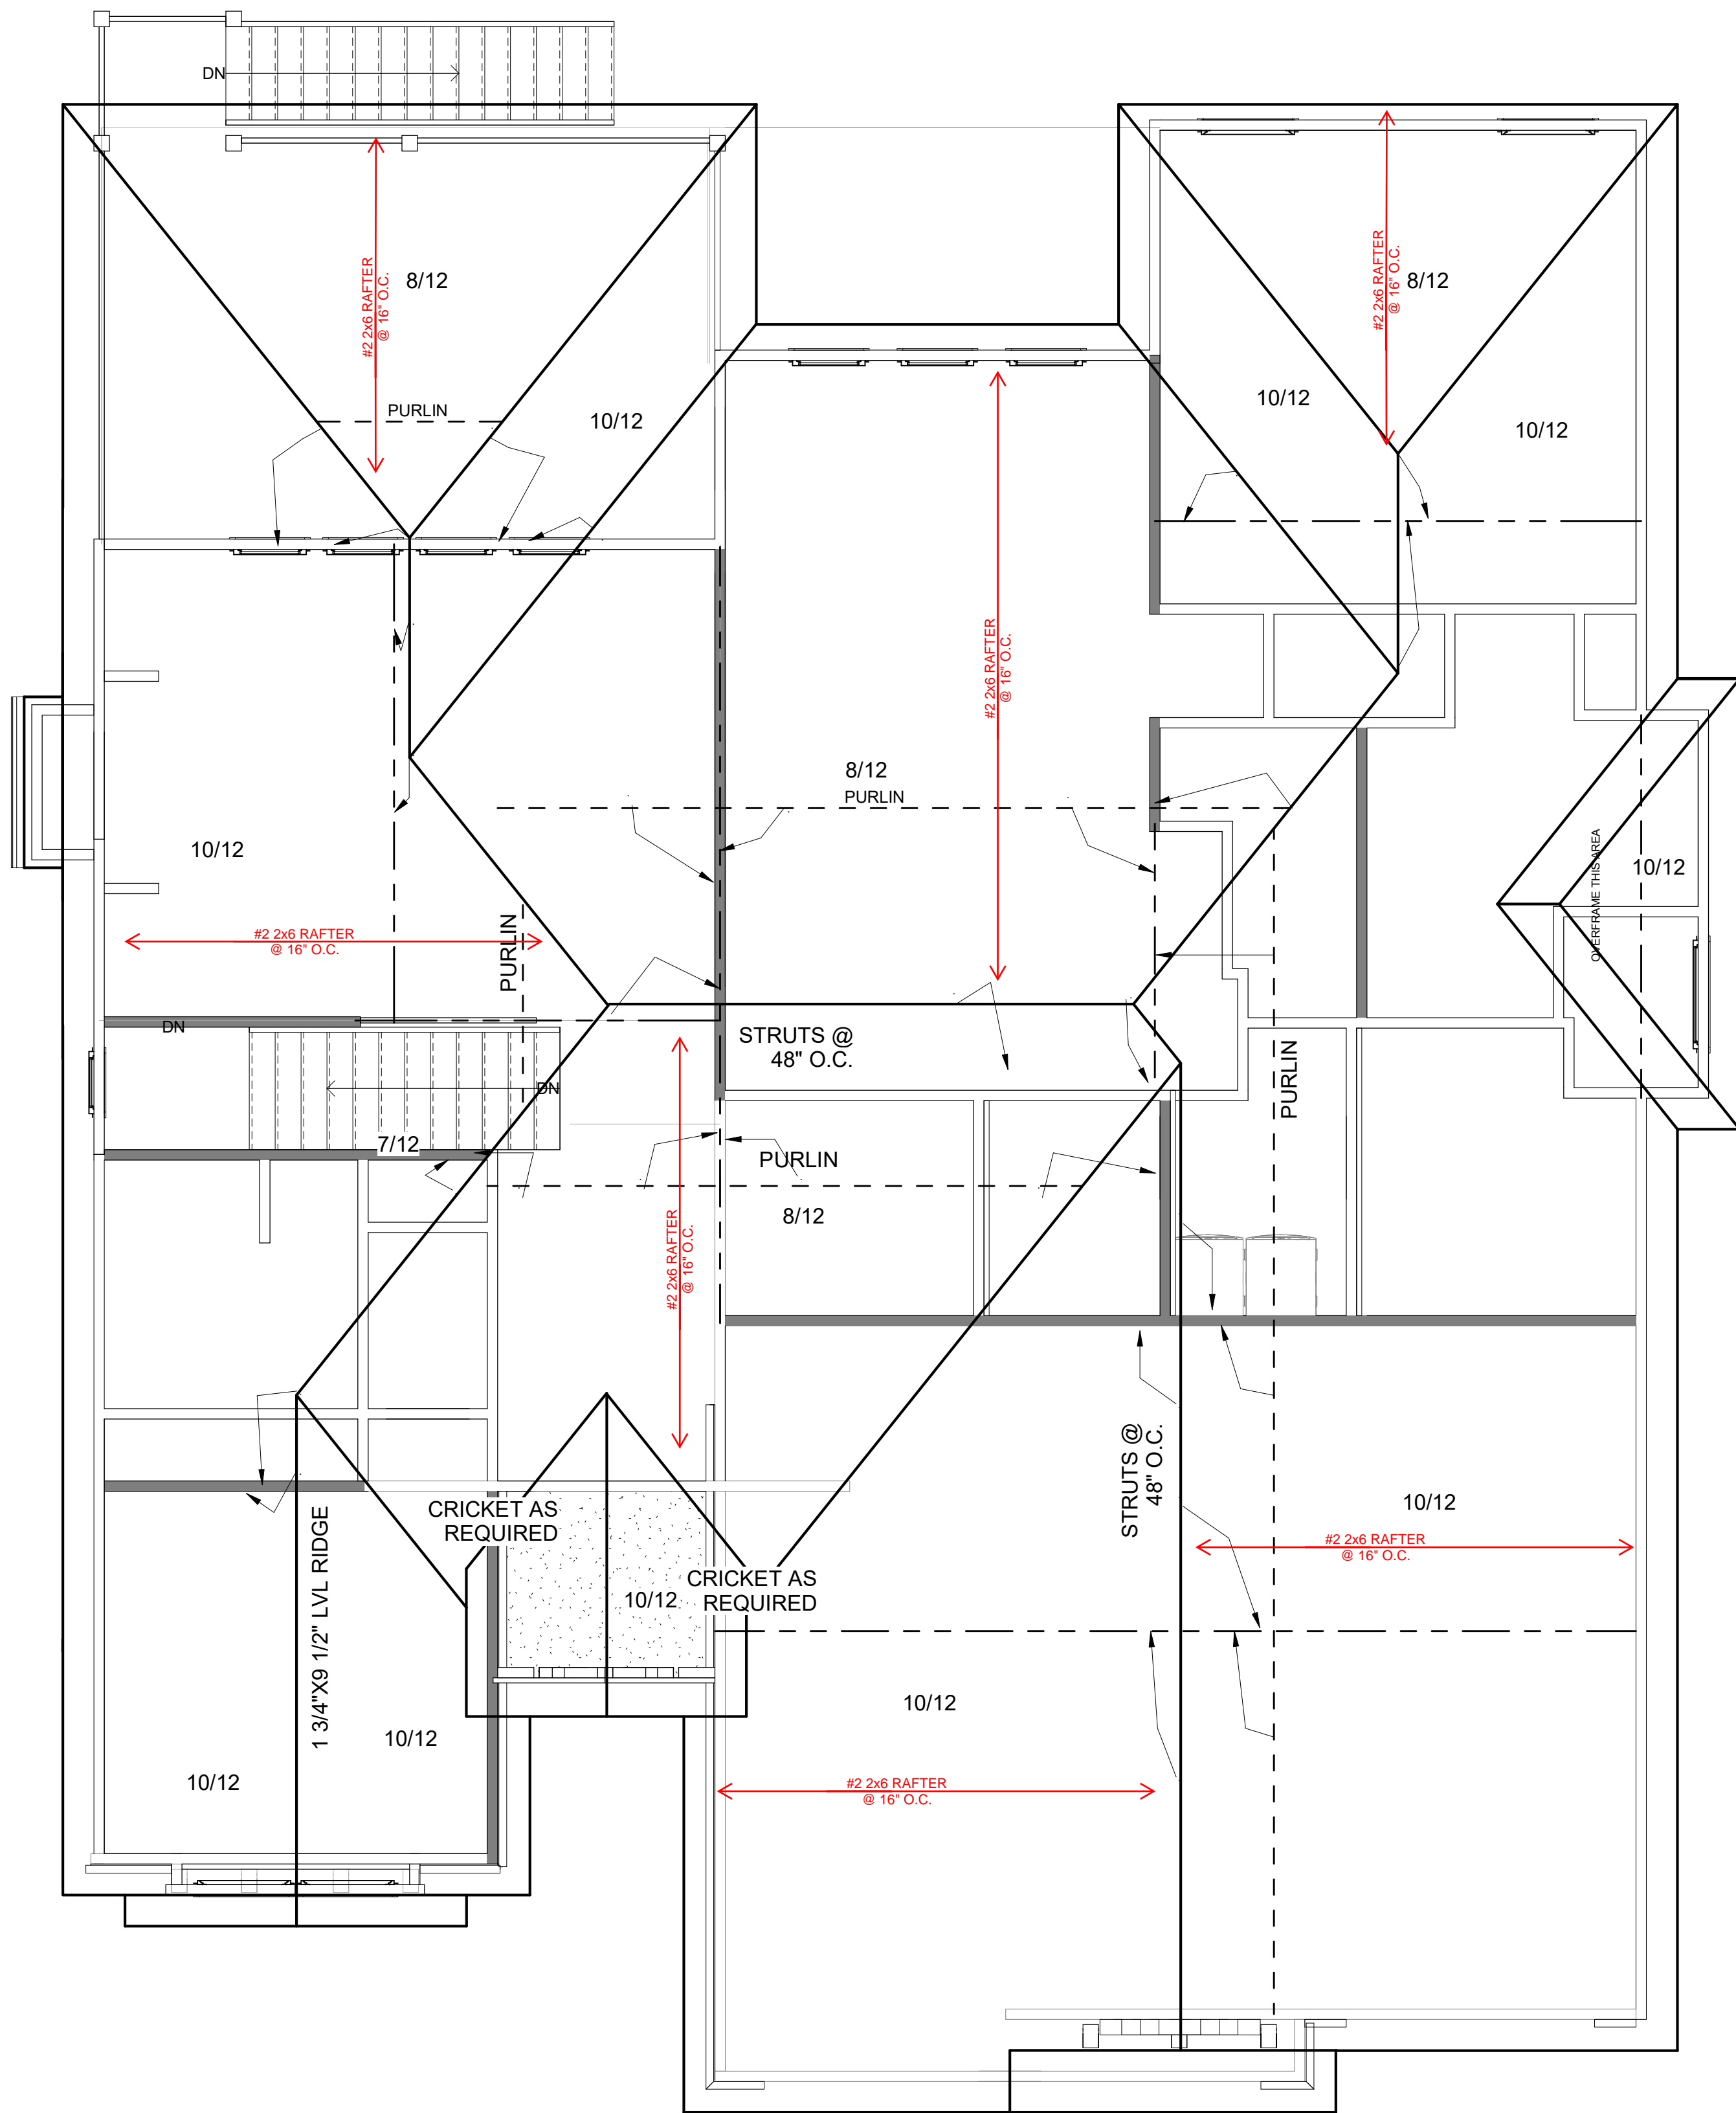 DN
#2 2x6 RAFTER
@ 16" O.C.
8/12
#2 2x6 RAFTER
@ 16" O.C.
8/12
PURLIN
10/12
10/12
10/12
#2 2x6 RAFTER
@ 16" O.C.
8/12
PURLIN
10/12
10/12
OVERFRAME THIS AREA
#2 2x6 RAFTER
@ 16" O.C.
PURLIN
DN
STRUTS @
48" O.C.
PURLIN
DN
7/12
PURLIN
8/12
#2 2x6 RAFTER
@ 16" O.C.
STRUTS @
48" O.C.
10/12
#2 2x6 RAFTER
@ 16" O.C.
CRICKET AS
REQUIRED
1 3/4"X9 1/2" LVL RIDGE
CRICKET AS
REQUIRED
10/12
10/12
10/12
10/12
#2 2x6 RAFTER
@ 16" O.C.